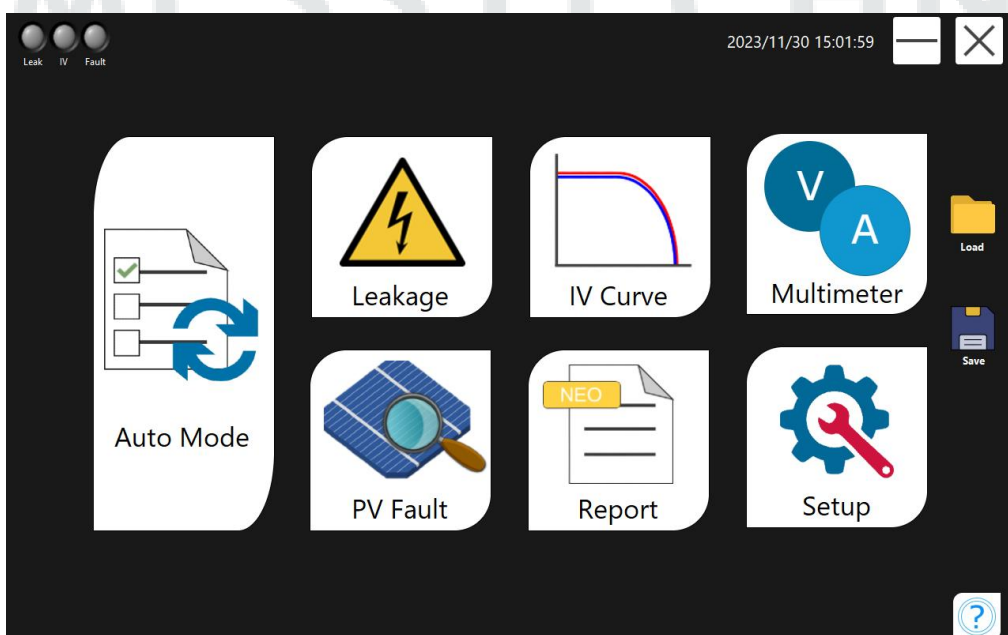 2023/11/30 15:01:59
Leak IV Fault
V
A
Load
Leakage
IV Curve
Multimeter
Save
NEO
Auto Mode
PV Fault
Report
Setup
?